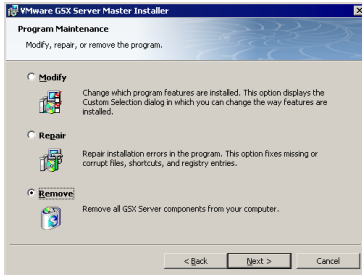 VMware GSX Server Master Installer
Program Maintenance
Modify, repair, or remove the program.
Modify
Change which program features are installed. This option displays the
Custom Selection dialog in which you can change the way features are
installed.
Repair
Repair installation errors in the program. This option fixes missing or
corrupt files, shortcuts, and registry entries.
Remove
Remove all GSX Server components from your computer.
< Back
Next >
Cancel